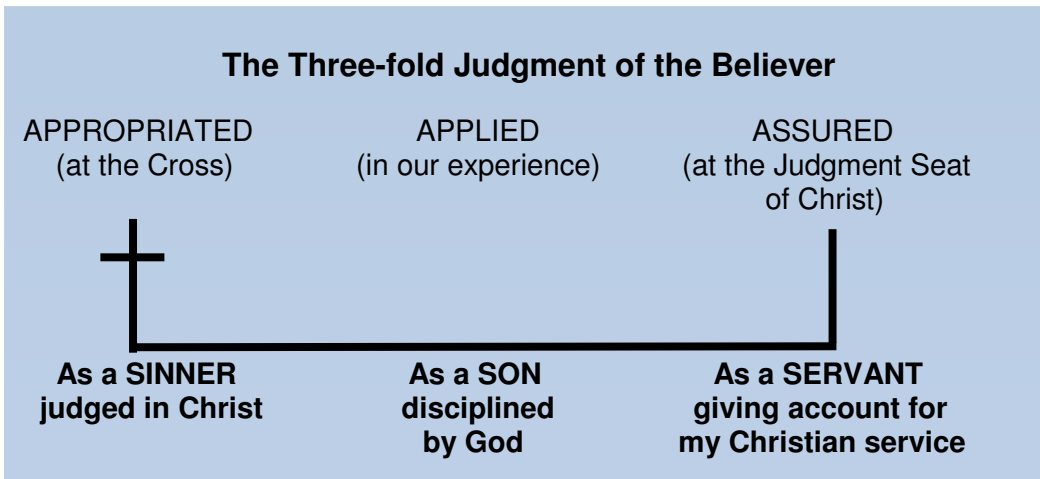 The Three-fold Judgment of the Believer
APPROPRIATED
(at the Cross)
APPLIED
(in our experience)
ASSURED
(at the Judgment Seat
of Christ)
As a SINNER
judged in Christ
As a SON
disciplined
by God
As a SERVANT
giving account for
my Christian service